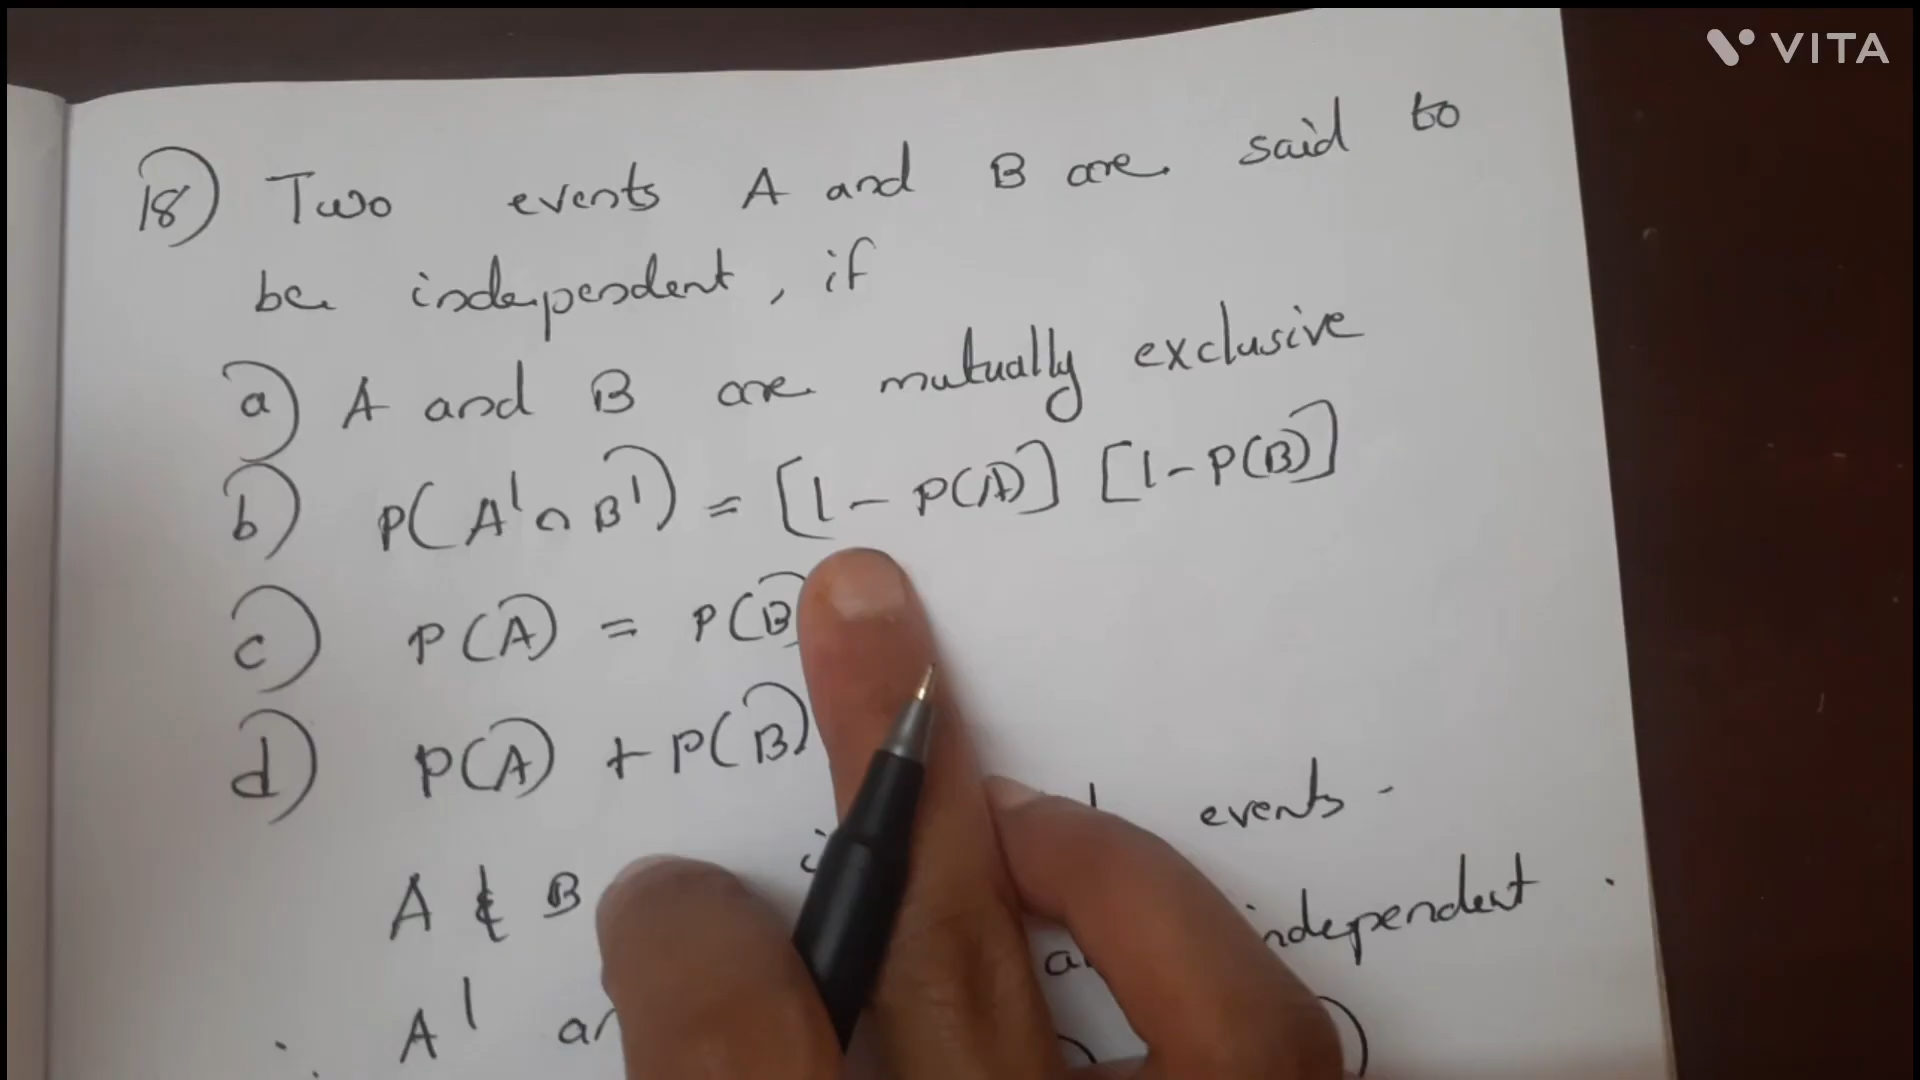 VITA
18) Two events A and B are said to
be independent, if
a) A and B are mutually exclusive
b) P(A' ∩ B') = [1 - P(A)] [1 - P(B)]
c) P(A) = P(B)
d) P(A) + P(B)
A & B events -
independent .
A'